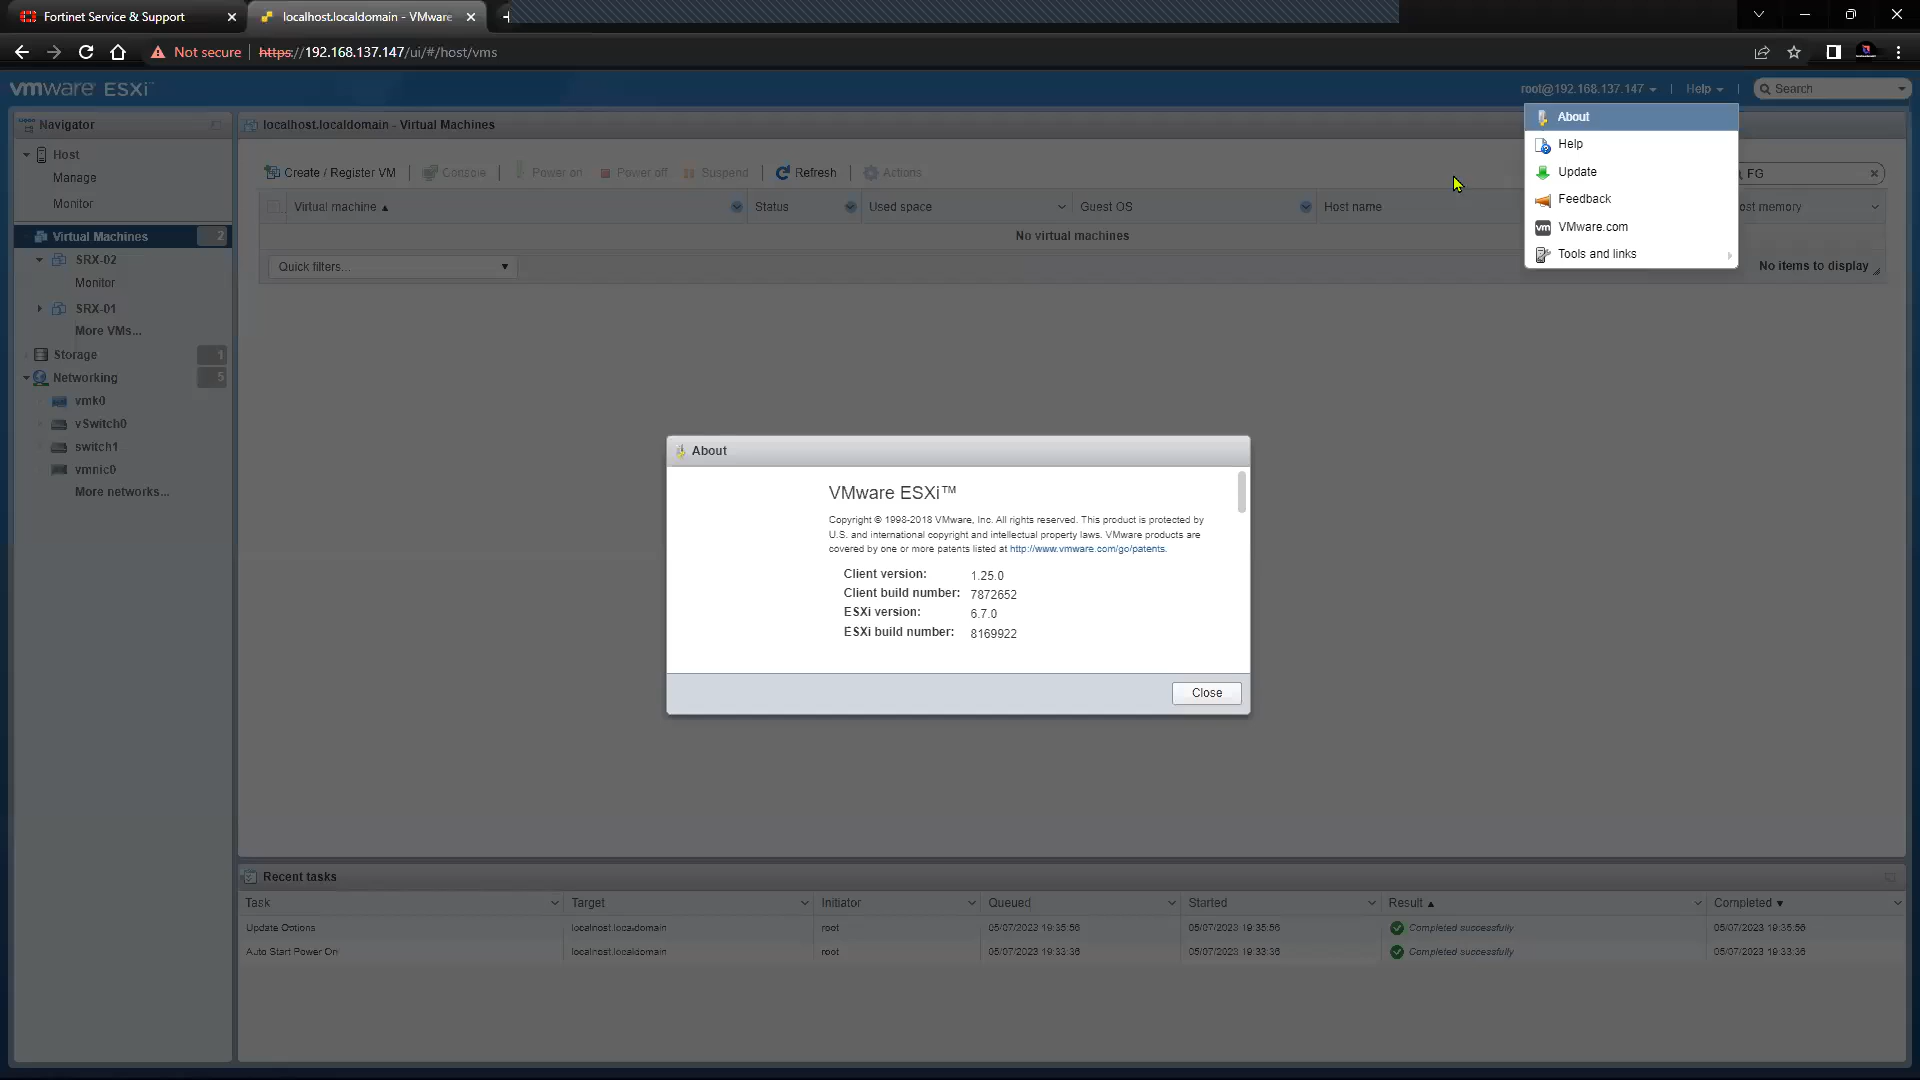 Fortinet Service & Support
localhost.localdomain - VMware
Not secure
https://192.168.137.147/ui/#/host/vms
vmware ESXi
root@192.168.137.147
Help
Search
Navigator
Host
Manage
Monitor
Virtual Machines 2
SRX-02
Monitor
SRX-01
More VMs...
Storage 1
Networking 5
vmk0
vSwitch0
switch1
vmnic0
More networks...
localhost.localdomain - Virtual Machines
Create / Register VM
Console
Power on
Power off
Suspend
Refresh
Actions
FG
Virtual machine
Status
Used space
Guest OS
Host name
memory
No virtual machines
Quick filters...
No items to display
About
Help
Update
Feedback
VMware.com
Tools and links
About
VMware ESXi™
Copyright © 1998-2018 VMware, Inc. All rights reserved. This product is protected by
U.S. and international copyright and intellectual property laws. VMware products are
covered by one or more patents listed at http://www.vmware.com/go/patents.
Client version: 1.25.0
Client build number: 7872652
ESXi version: 6.7.0
ESXi build number: 8169922
Close
Recent tasks
Task Target Initiator Queued Started Result Completed
Update Options localhost.localdomain root 05/07/2023 19:35:56 05/07/2023 19:35:56 Completed successfully 05/07/2023 19:35:56
Auto Start Power On localhost.localdomain root 05/07/2023 19:33:36 05/07/2023 19:33:36 Completed successfully 05/07/2023 19:33:36